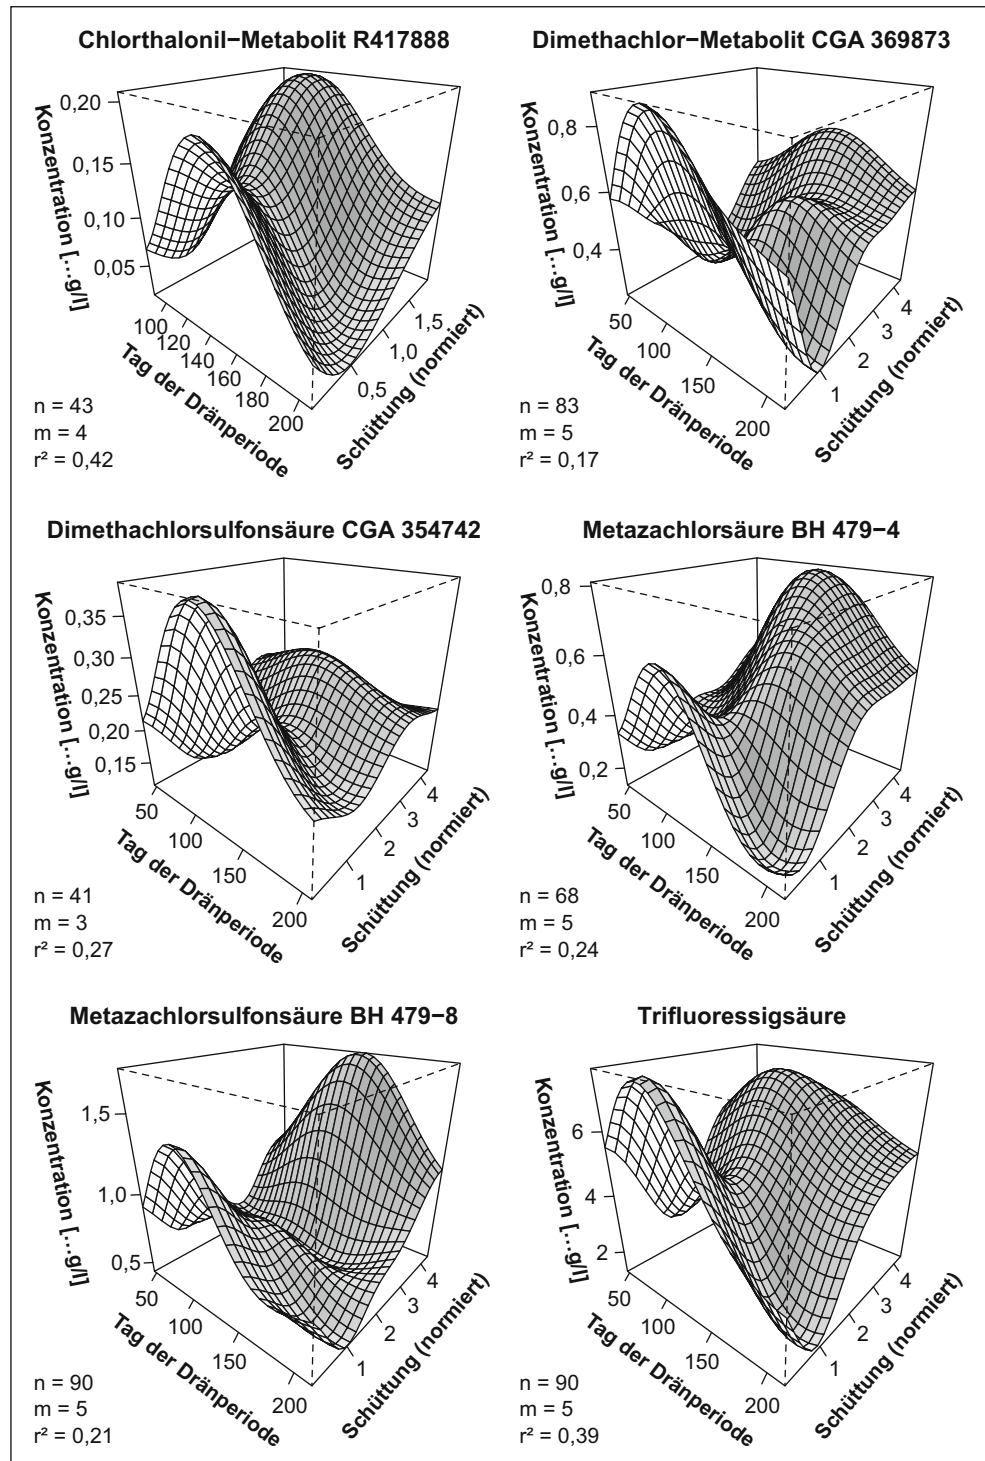 Chlorthalonil−Metabolit R417888
Konzentration [...g/l]
0,20
0,15
0,10
0,05
100
120
140
160
180
200
Tag der Dränperiode
0,5
1,0
1,5
Schüttung (normiert)
n = 43
m = 4
r² = 0,42
Dimethachlor−Metabolit CGA 369873
Konzentration [...g/l]
0,8
0,6
0,4
50
100
150
200
Tag der Dränperiode
1
2
3
4
Schüttung (normiert)
n = 83
m = 5
r² = 0,17
Dimethachlorsulfonsäure CGA 354742
Konzentration [...g/l]
0,35
0,30
0,25
0,20
0,15
50
100
150
200
Tag der Dränperiode
1
2
3
4
Schüttung (normiert)
n = 41
m = 3
r² = 0,27
Metazachlorsäure BH 479−4
Konzentration [...g/l]
0,8
0,6
0,4
0,2
50
100
150
200
Tag der Dränperiode
1
2
3
4
Schüttung (normiert)
n = 68
m = 5
r² = 0,24
Metazachlorsulfonsäure BH 479−8
Konzentration [...g/l]
1,5
1,0
0,5
50
100
150
200
Tag der Dränperiode
1
2
3
4
Schüttung (normiert)
n = 90
m = 5
r² = 0,21
Trifluoressigsäure
Konzentration [...g/l]
6
4
2
50
100
150
200
Tag der Dränperiode
1
2
3
4
Schüttung (normiert)
n = 90
m = 5
r² = 0,39